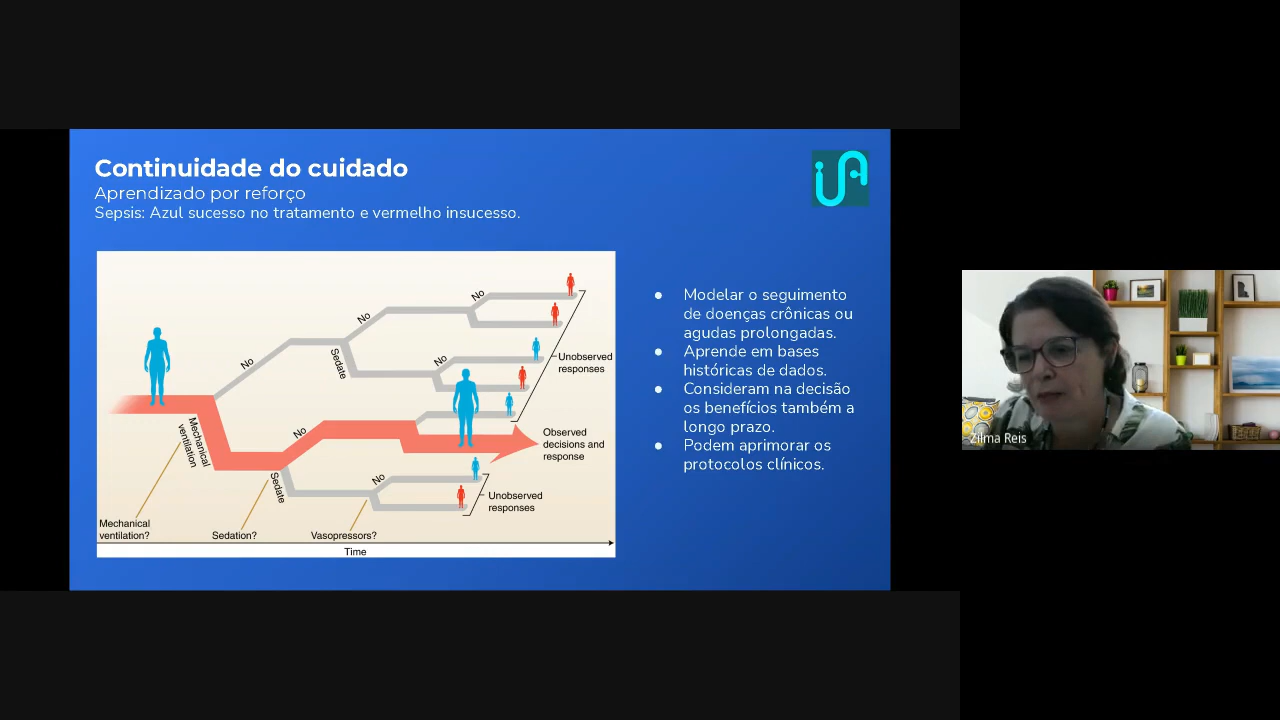 Continuidade do cuidado
Aprendizado por reforço
Sepsis: Azul sucesso no tratamento e vermelho insucesso.
No
No
No
Sedate
No
Unobserved
responses
Mechanical
ventilation
No
Observed
decisions and
response
Sedate
No
Unobserved
responses
Mechanical
ventilation?
Sedation?
Vasopressors?
Time
● Modelar o seguimento
de doenças crônicas ou
agudas prolongadas.
● Aprende em bases
históricas de dados.
● Consideram na decisão
os benefícios também a
longo prazo.
● Podem aprimorar os
protocolos clínicos.
Zilma Reis